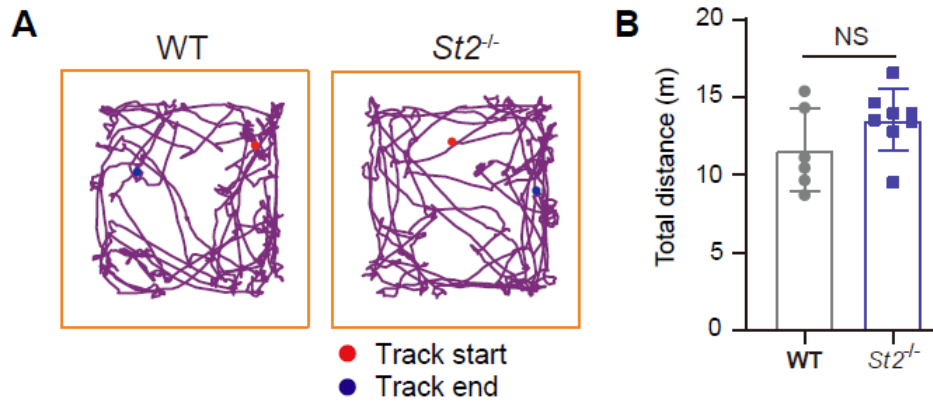 A
WT
St2-/-
Track start
Track end
B
Total distance (m)
20
15
10
5
0
NS
WT
St2-/-